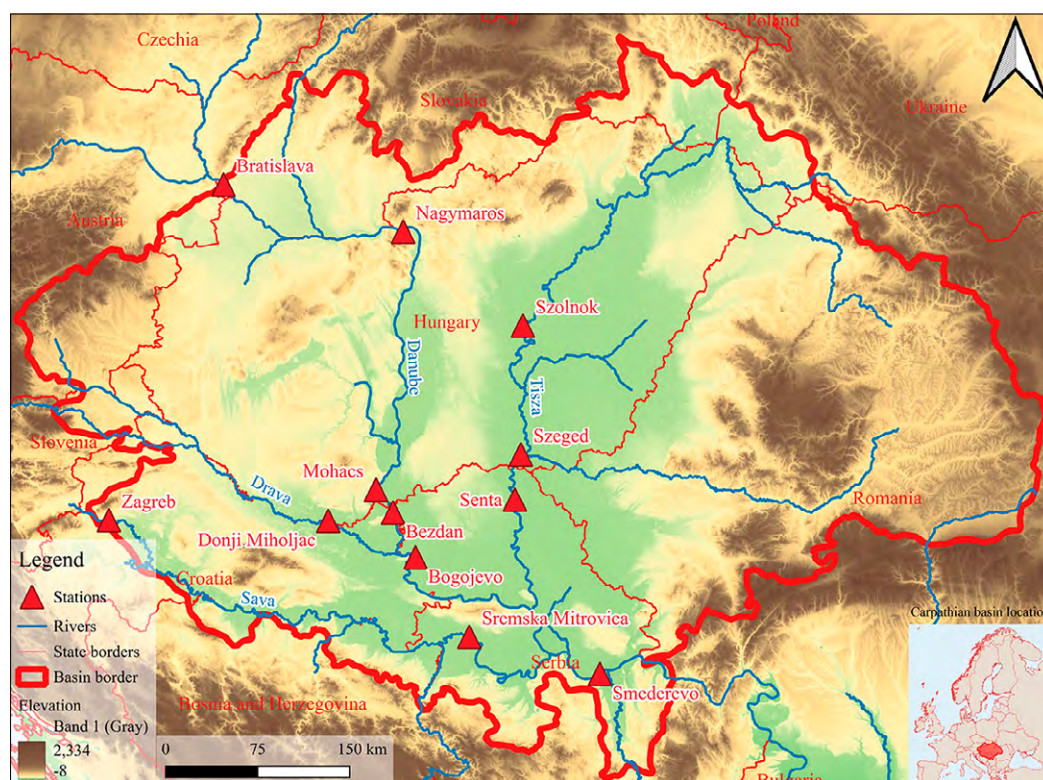 Czechia
Poland
Slovakia
Ukraine
Bratislava
Austria
Nagymaros
Szolnok
Hungary
Danube
Tisza
Szeged
Slovenia
Mohacs
Drava
Senta
Romania
Zagreb
Bezdan
Donji Miholjac
Bogojevo
Legend
Croatia
Sava
Stations
Sremska Mitrovica
Carpathian basin location
Rivers
State borders
Serbia
Basin border
Smederevo
Bosnia and Herzegovina
Elevation
Band 1 (Gray)
2,334
-8
0 75 150 km
Bulgaria